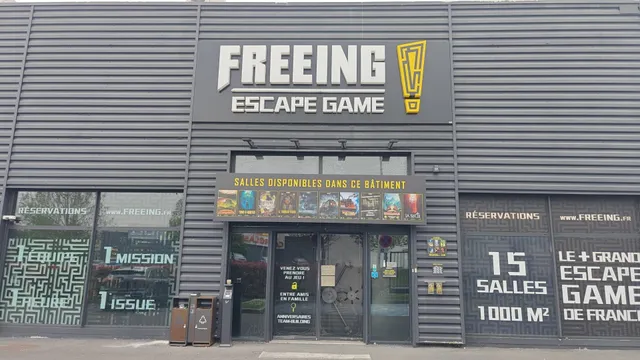 FREEING
ESCAPE GAME
SALLES DISPONIBLES DANS CE BÂTIMENT
RÉSERVATIONS
WWW.FREEING.FR
1 ÉQUIPE
1 MISSION
1 ISSUE
VENEZ VOUS
PRENDRE
AU JEU !
ENTRE AMIS
EN FAMILLE
ANNIVERSAIRES
TEAM-BUILDING
RÉSERVATIONS
WWW.FREEING.FR
15
SALLES
1000 M²
LE + GRAND
ESCAPE
GAME
DE FRANCE